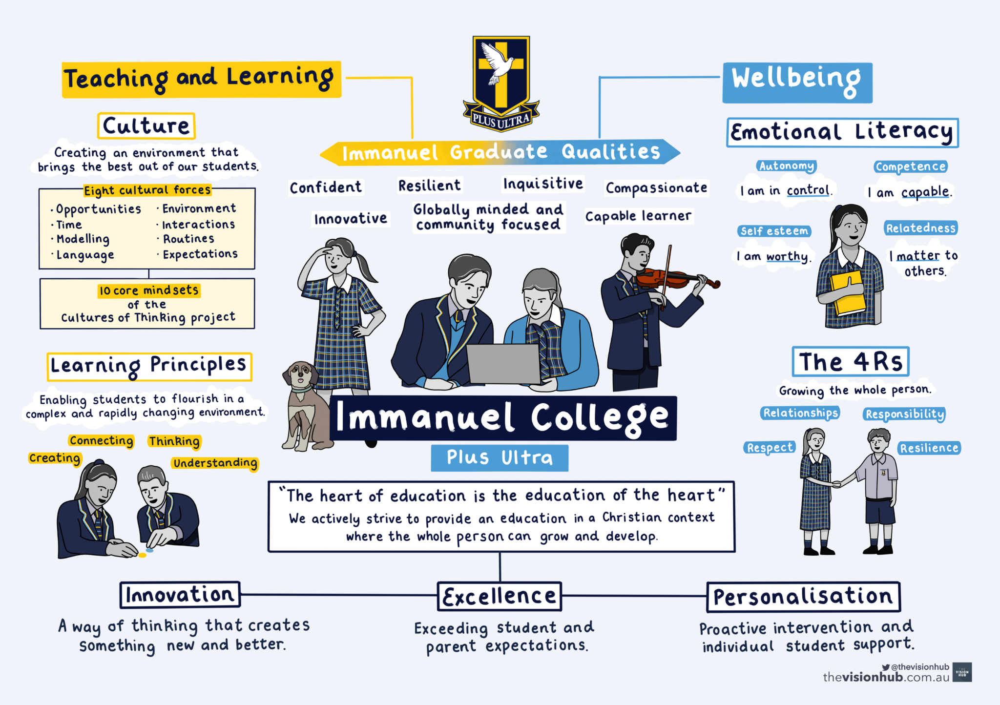 PLUS ULTRA
Teaching and Learning
Culture
Creating an environment that
brings the best out of our students.
Eight cultural forces
· Opportunities
· Time
· Modelling
· Language
· Environment
· Interactions
· Routines
· Expectations
10 core mindsets
of the
Cultures of Thinking project
Learning Principles
Enabling students to flourish in a
complex and rapidly changing environment.
Creating
Connecting
Thinking
Understanding
Immanuel Graduate Qualities
Confident
Resilient
Inquisitive
Compassionate
Innovative
Globally minded and
community focused
Capable learner
Immanuel College
Plus Ultra
"The heart of education is the education of the heart"
We actively strive to provide an education in a Christian context
where the whole person can grow and develop.
Wellbeing
Emotional Literacy
Autonomy
I am in control.
Competence
I am capable.
Self esteem
I am worthy.
Relatedness
I matter to
others.
The 4Rs
Growing the whole person.
Relationships
Responsibility
Respect
Resilience
Innovation
A way of thinking that creates
something new and better.
Excellence
Exceeding student and
parent expectations.
Personalisation
Proactive intervention and
individual student support.
@thevisionhub
thevisionhub.com.au
THE
VISION
HUB